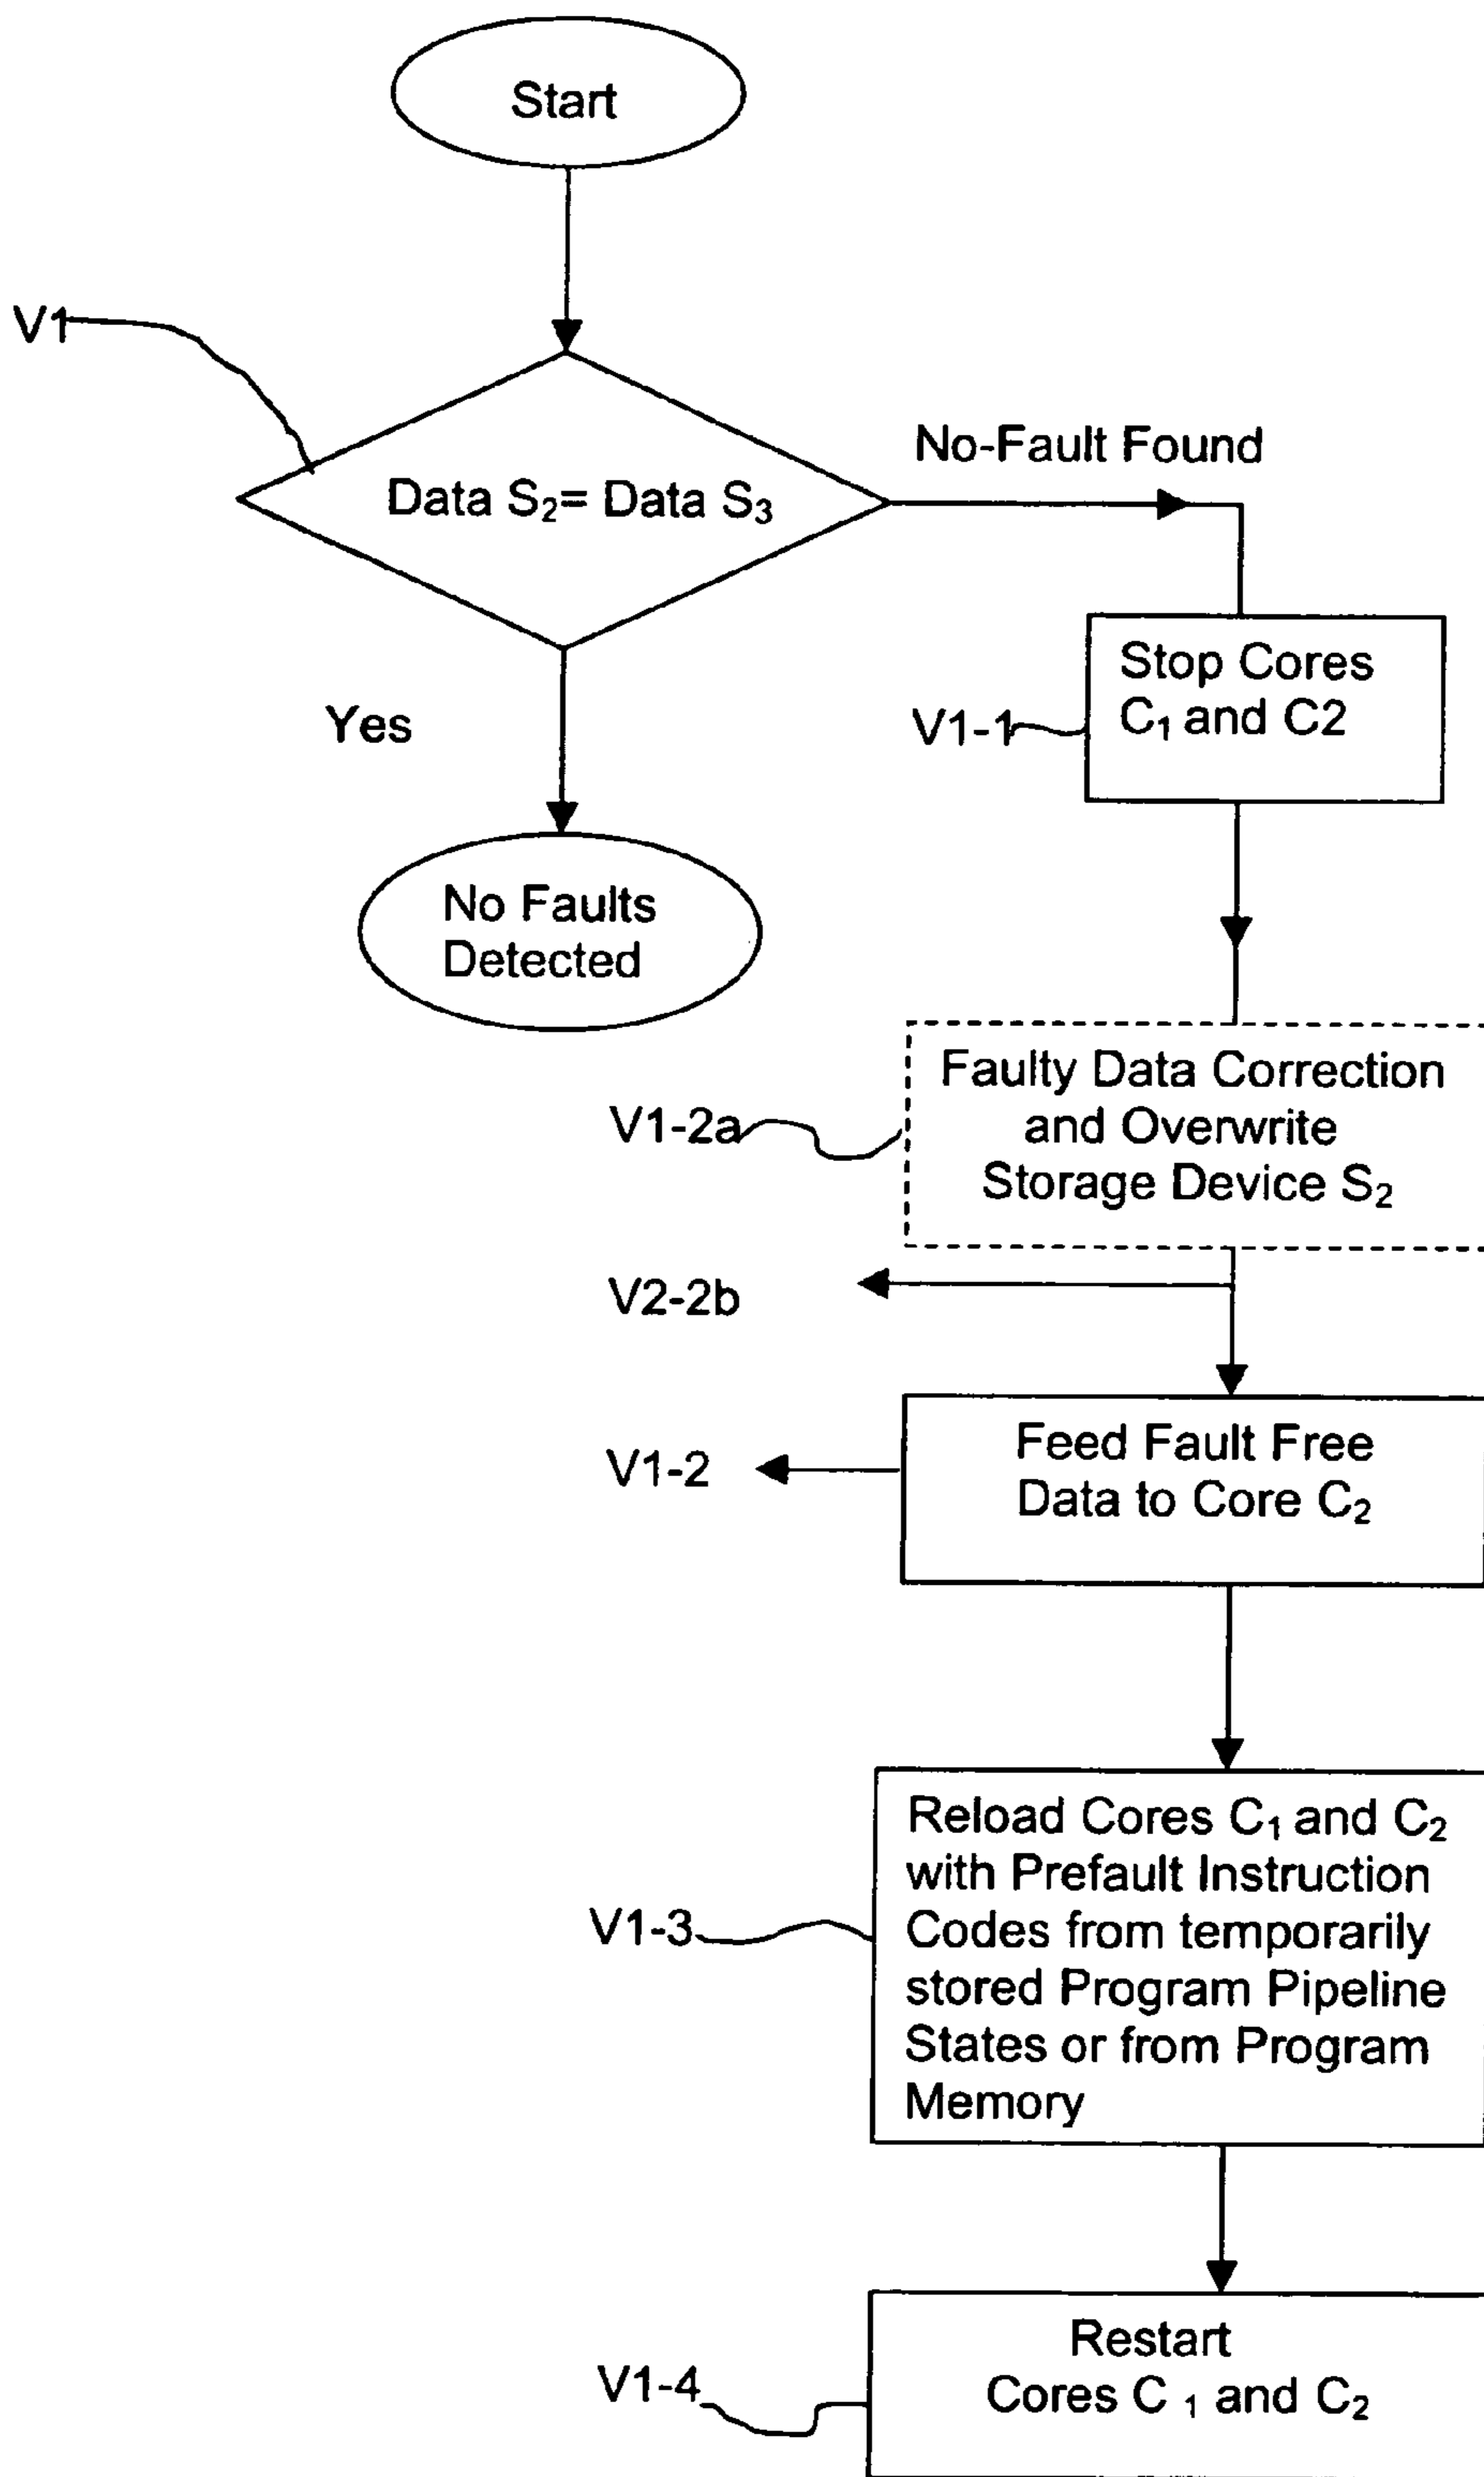 Start
V1
No-Fault Found
Data S₂= Data S₃
Stop Cores
C₁ and C2
V1-1
Yes
No Faults
Detected
Faulty Data Correction
and Overwrite
Storage Device S₂
V1-2a
V2-2b
Feed Fault Free
Data to Core C₂
V1-2
Reload Cores C₁ and C₂
with Prefault Instruction
Codes from temporarily
stored Program Pipeline
States or from Program
Memory
V1-3
Restart
Cores C ₁ and C₂
V1-4